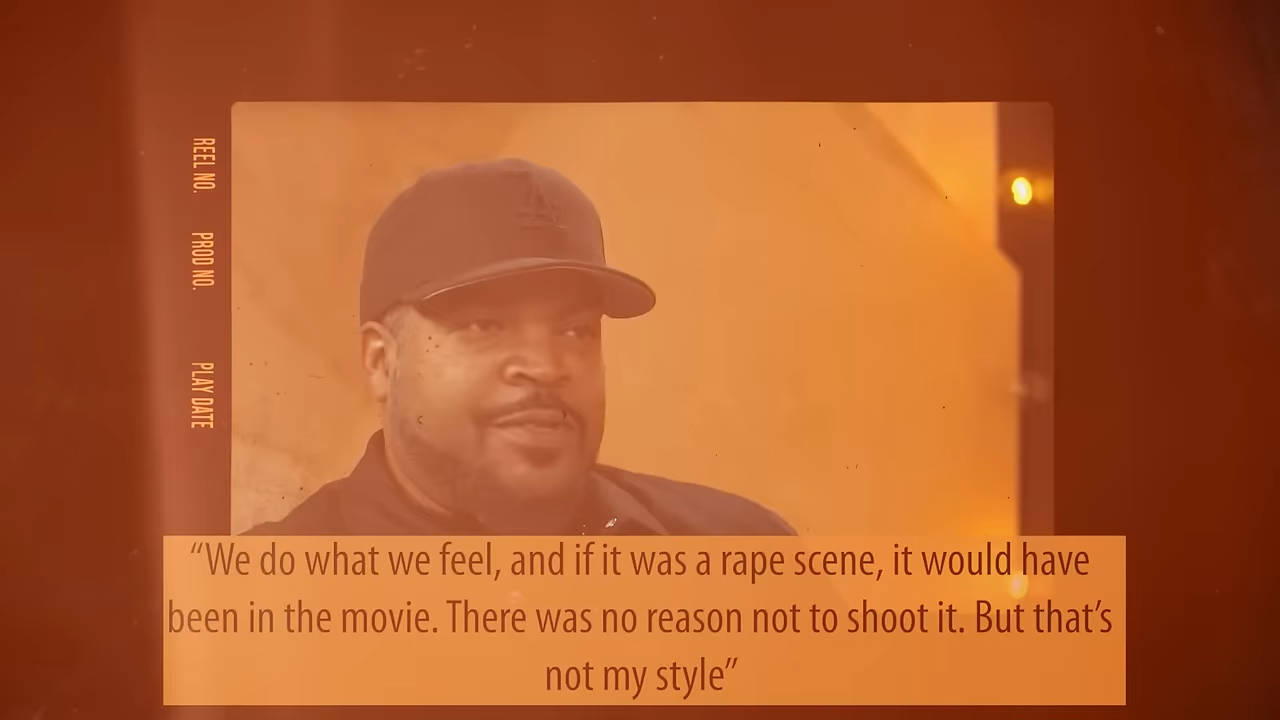 REEL NO.
PROD NO.
PLAY DATE
LA
“We do what we feel, and if it was a rape scene, it would have
been in the movie. There was no reason not to shoot it. But that’s
not my style”